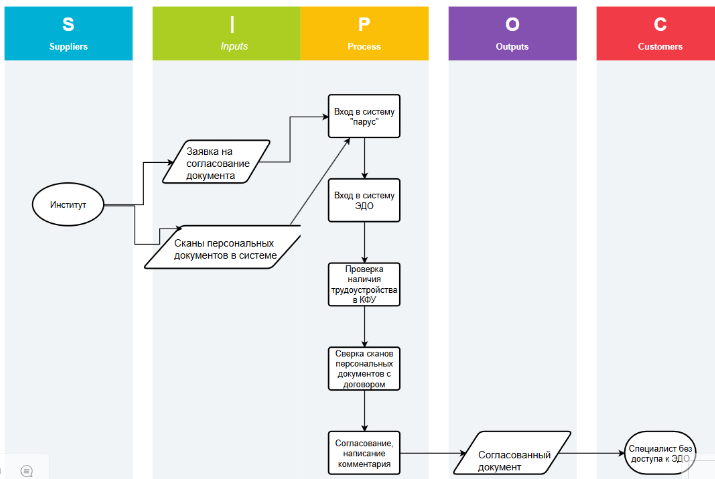 S
Suppliers
I
Inputs
P
Process
O
Outputs
C
Customers
Институт
Заявка на
согласование
документа
Сканы персональных
документов в системе
Вход в систему
"парус"
Вход в систему
ЭДО
Проверка
наличия
трудоустройства
в КФУ
Сверка сканов
персональных
документов с
договором
Согласование,
написание
комментария
Согласованный
документ
Специалист без
доступа к ЭДО